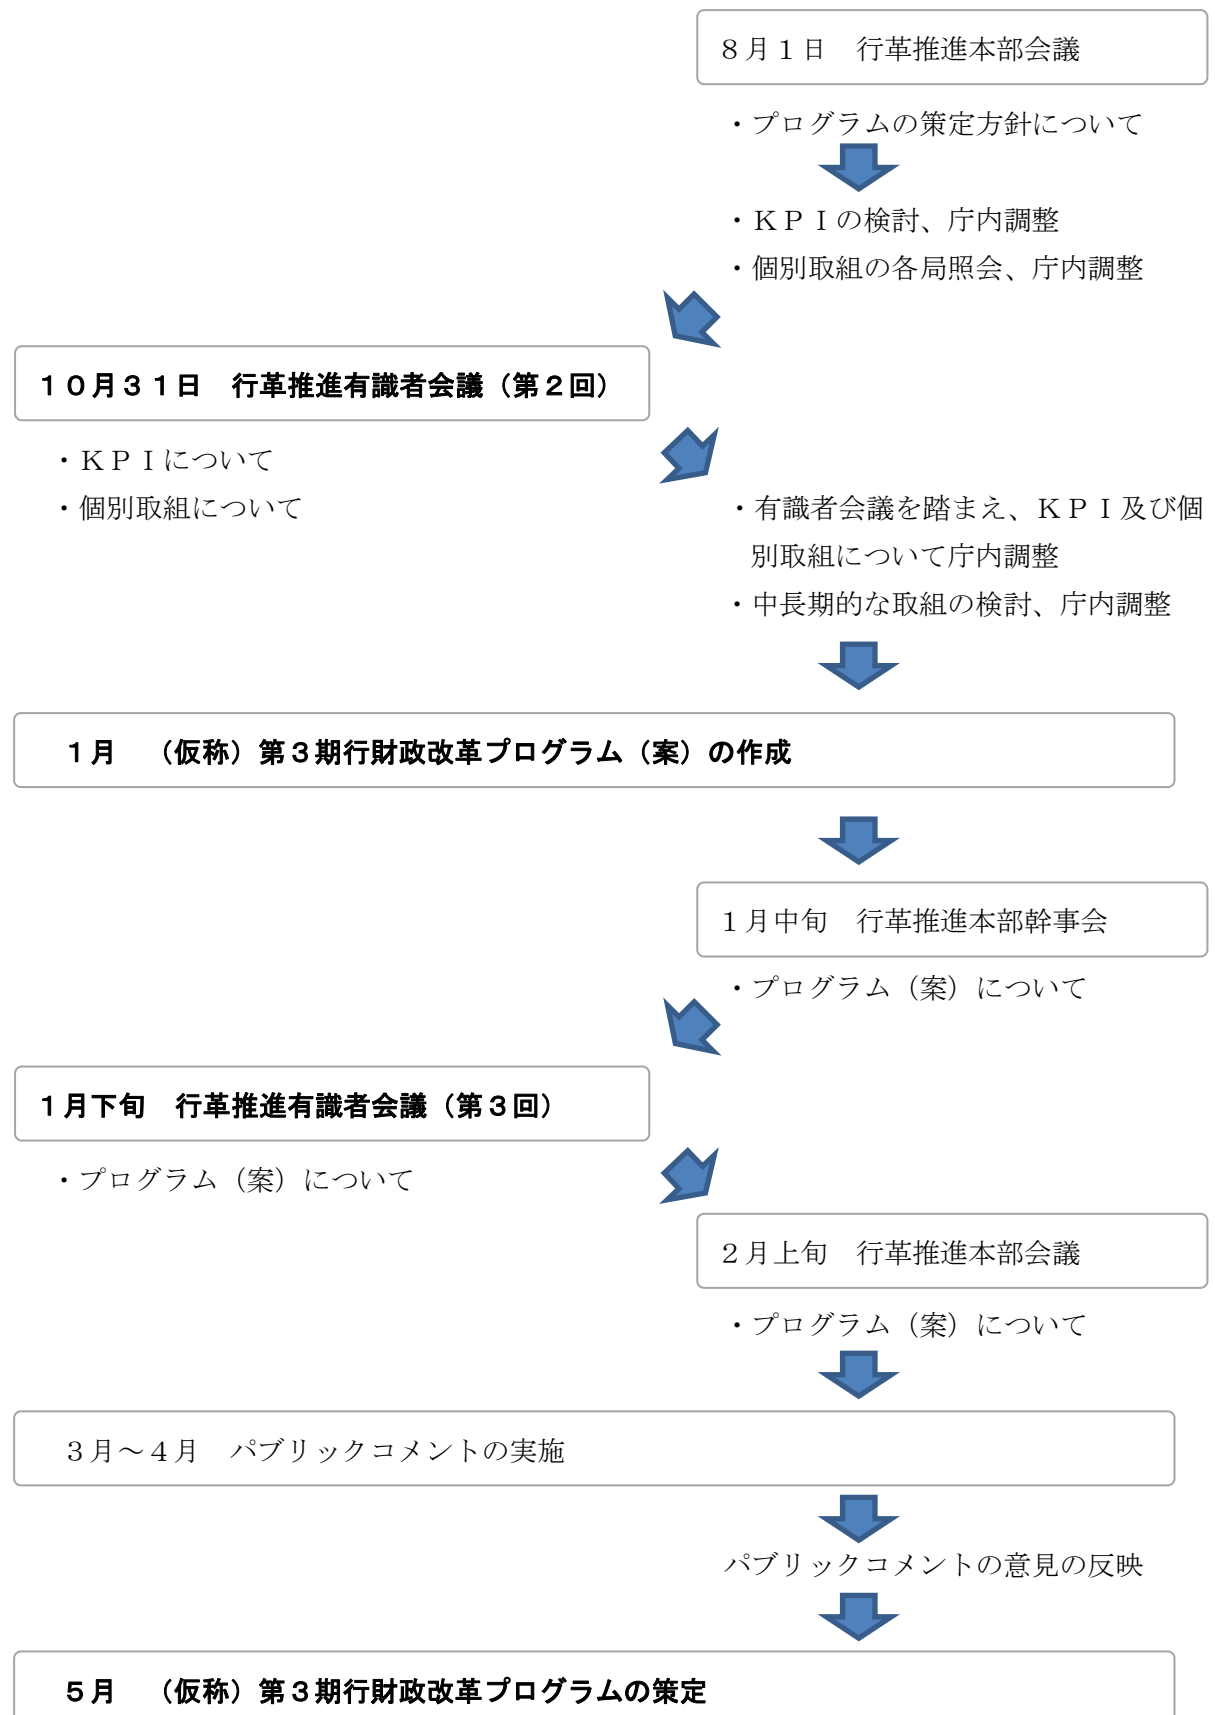 ８月１日　行革推進本部会議
・プログラムの策定方針について
・ＫＰＩの検討、庁内調整
・個別取組の各局照会、庁内調整
１０月３１日　行革推進有識者会議（第２回）
・ＫＰＩについて
・個別取組について
・有識者会議を踏まえ、ＫＰＩ及び個
別取組について庁内調整
・中長期的な取組の検討、庁内調整
１月　（仮称）第３期行財政改革プログラム（案）の作成
１月中旬　行革推進本部幹事会
・プログラム（案）について
１月下旬　行革推進有識者会議（第３回）
・プログラム（案）について
２月上旬　行革推進本部会議
・プログラム（案）について
３月～４月　パブリックコメントの実施
パブリックコメントの意見の反映
５月　（仮称）第３期行財政改革プログラムの策定